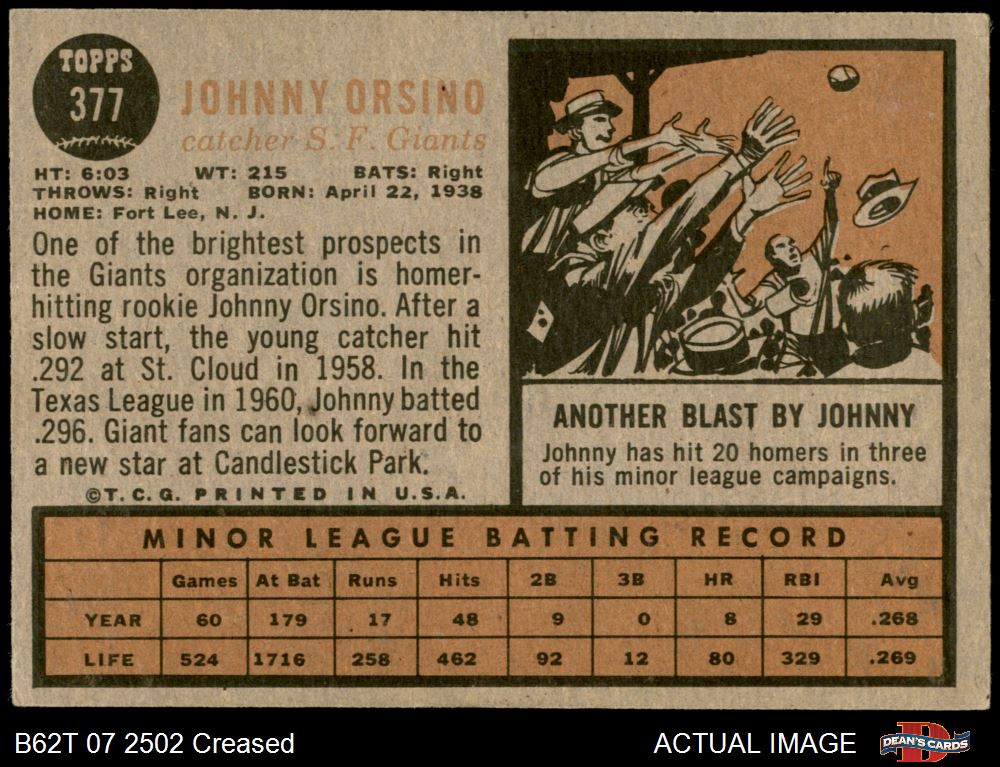 TOPPS
377
JOHNNY ORSINO
catcher S. F. Giants
HT: 6:03 WT: 215 BATS: Right
THROWS: Right BORN: April 22, 1938
HOME: Fort Lee, N. J.
One of the brightest prospects in
the Giants organization is homer-
hitting rookie Johnny Orsino. After a
slow start, the young catcher hit
.292 at St. Cloud in 1958. In the
Texas League in 1960, Johnny batted
.296. Giant fans can look forward to
a new star at Candlestick Park.
©T. C. G. PRINTED IN U.S.A.
ANOTHER BLAST BY JOHNNY
Johnny has hit 20 homers in three
of his minor league campaigns.
MINOR LEAGUE BATTING RECORD
Games At Bat Runs Hits 2B 3B HR RBI Avg
YEAR 60 179 17 48 9 0 8 29 .268
LIFE 524 1716 258 462 92 12 80 329 .269
B62T 07 2502 Creased
ACTUAL IMAGE
D
DEAN'S CARDS